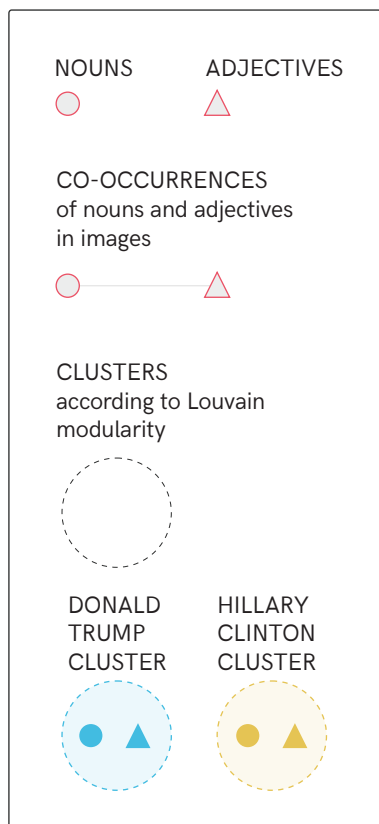 NOUNS ADJECTIVES
CO-OCCURRENCES
of nouns and adjectives
in images
CLUSTERS
according to Louvain
modularity
DONALD
TRUMP
CLUSTER
HILLARY
CLINTON
CLUSTER